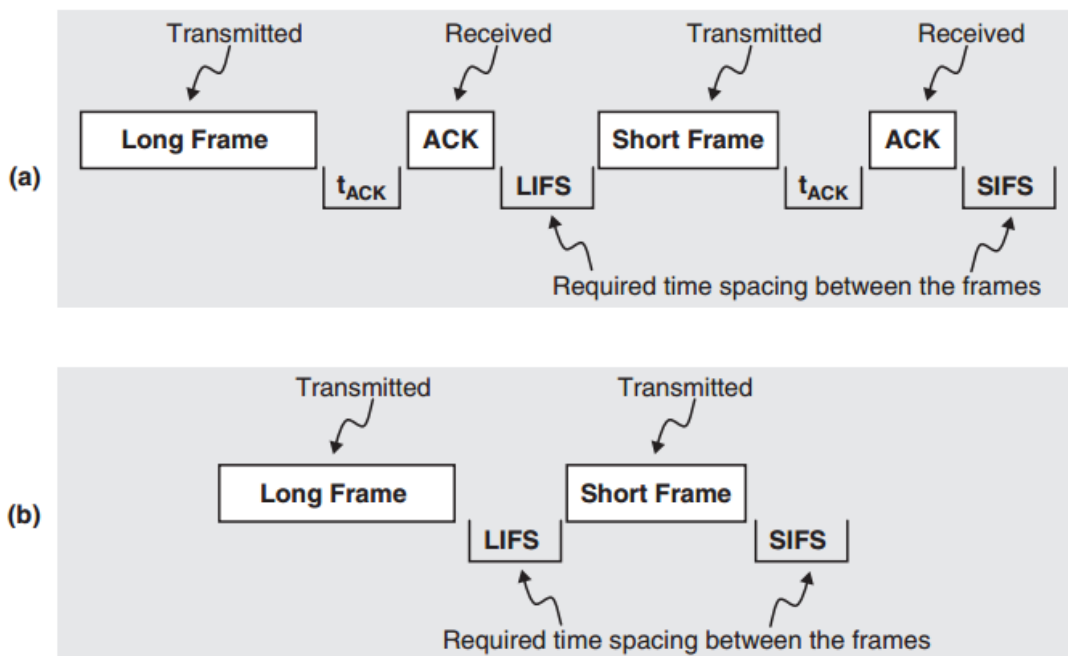 Transmitted Received Transmitted Received
Long Frame ACK Short Frame ACK
(a)
tACK LIFS tACK SIFS
Required time spacing between the frames
Transmitted Transmitted
Long Frame Short Frame
(b)
LIFS SIFS
Required time spacing between the frames